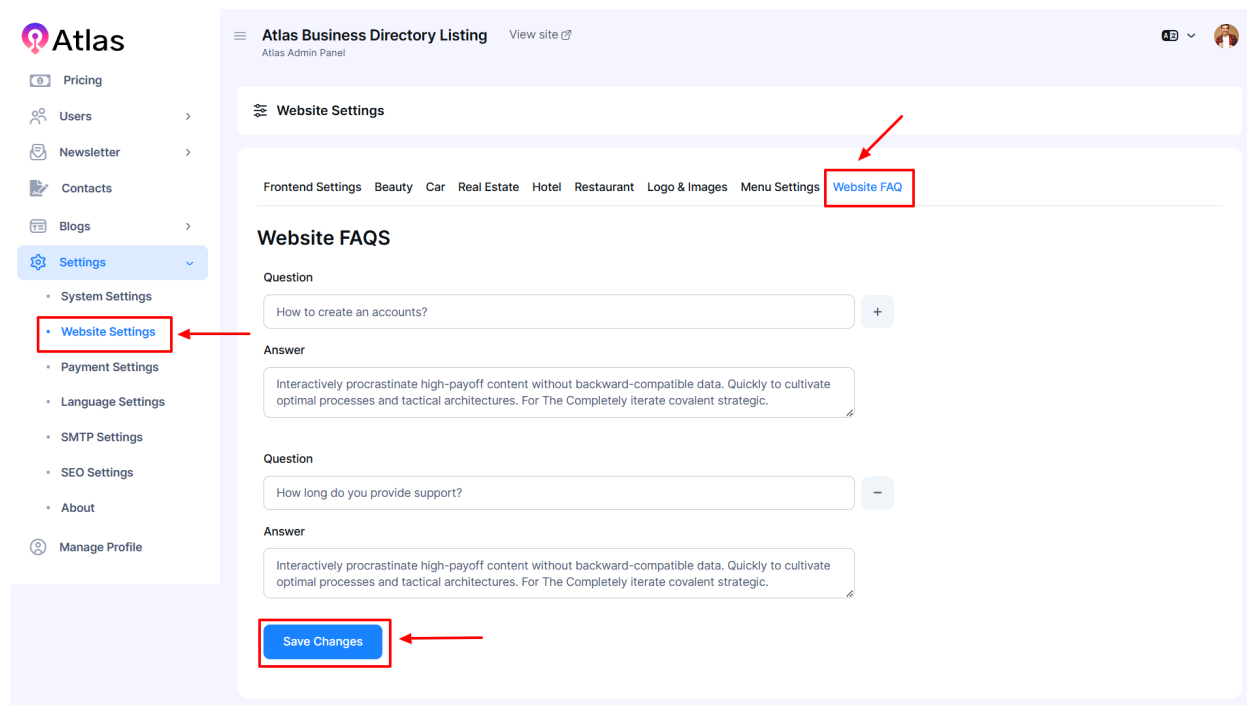 Atlas
Pricing
Users
Newsletter
Contacts
Blogs
Settings
System Settings
Website Settings
Payment Settings
Language Settings
SMTP Settings
SEO Settings
About
Manage Profile
Atlas Business Directory Listing View site
Atlas Admin Panel
Website Settings
Frontend Settings Beauty Car Real Estate Hotel Restaurant Logo & Images Menu Settings Website FAQ
Website FAQS
Question
How to create an accounts?
+
Answer
Interactively procrastinate high-payoff content without backward-compatible data. Quickly to cultivate
optimal processes and tactical architectures. For The Completely iterate covalent strategic.
Question
How long do you provide support?
−
Answer
Interactively procrastinate high-payoff content without backward-compatible data. Quickly to cultivate
optimal processes and tactical architectures. For The Completely iterate covalent strategic.
Save Changes